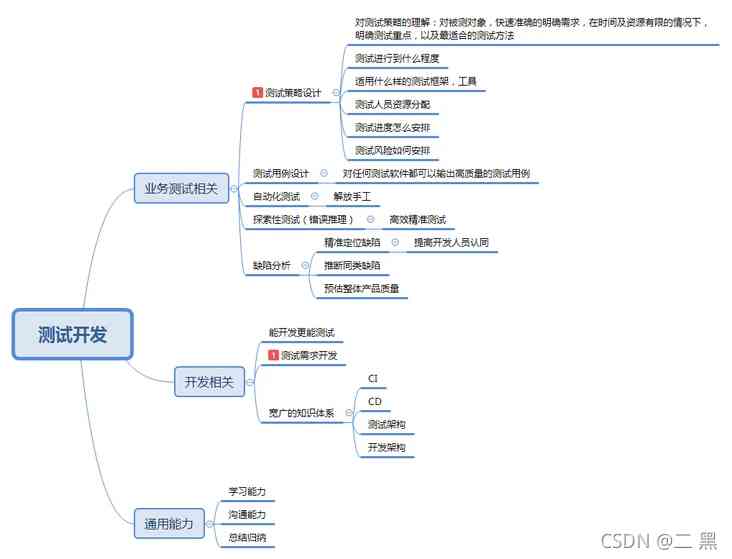 对测试策略的理解：对被测对象，快速准确的明确需求，在时间及资源有限的情况下，
明确测试重点，以及最适合的测试方法
测试进行到什么程度
1 测试策略设计
适用什么样的测试框架，工具
测试人员资源分配
测试进度怎么安排
测试风险如何安排
业务测试相关
测试用例设计
对任何测试软件都可以输出高质量的测试用例
自动化测试
解放手工
探索性测试（错误推理）
高效精准测试
精准定位缺陷
提高开发人员认同
缺陷分析
推断同类缺陷
预估整体产品质量
测试开发
能开发更能测试
1 测试需求开发
开发相关
CI
宽广的知识体系
CD
测试架构
开发架构
学习能力
通用能力
沟通能力
总结归纳
CSDN @二 黑